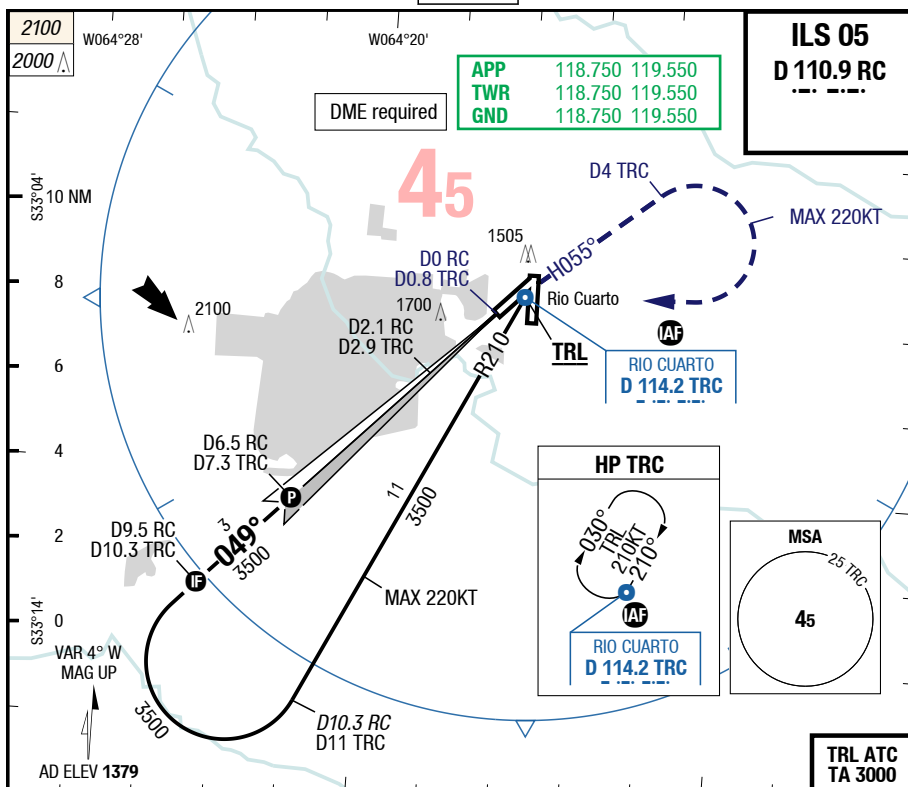 2100
2000
W064°28'
W064°20'
ILS 05
D 110.9 RC
APP 118.750 119.550
TWR 118.750 119.550
GND 118.750 119.550
DME required
45
S33°04'
10 NM
D4 TRC
MAX 220KT
1505
H055°
D0 RC
D0.8 TRC
8
Rio Cuarto
2100
1700
D2.1 RC
D2.9 TRC
TRL
R210
IAF
RIO CUARTO
D 114.2 TRC
6
4
D6.5 RC
D7.3 TRC
P
11
3500
HP TRC
030°
TRL
210KT
210°
IAF
RIO CUARTO
D 114.2 TRC
MSA
25 TRC
45
2
D9.5 RC
D10.3 TRC
3
049°
3500
IF
MAX 220KT
S33°14'
0
VAR 4° W
MAG UP
3500
D10.3 RC
D11 TRC
AD ELEV 1379
TRL ATC
TA 3000